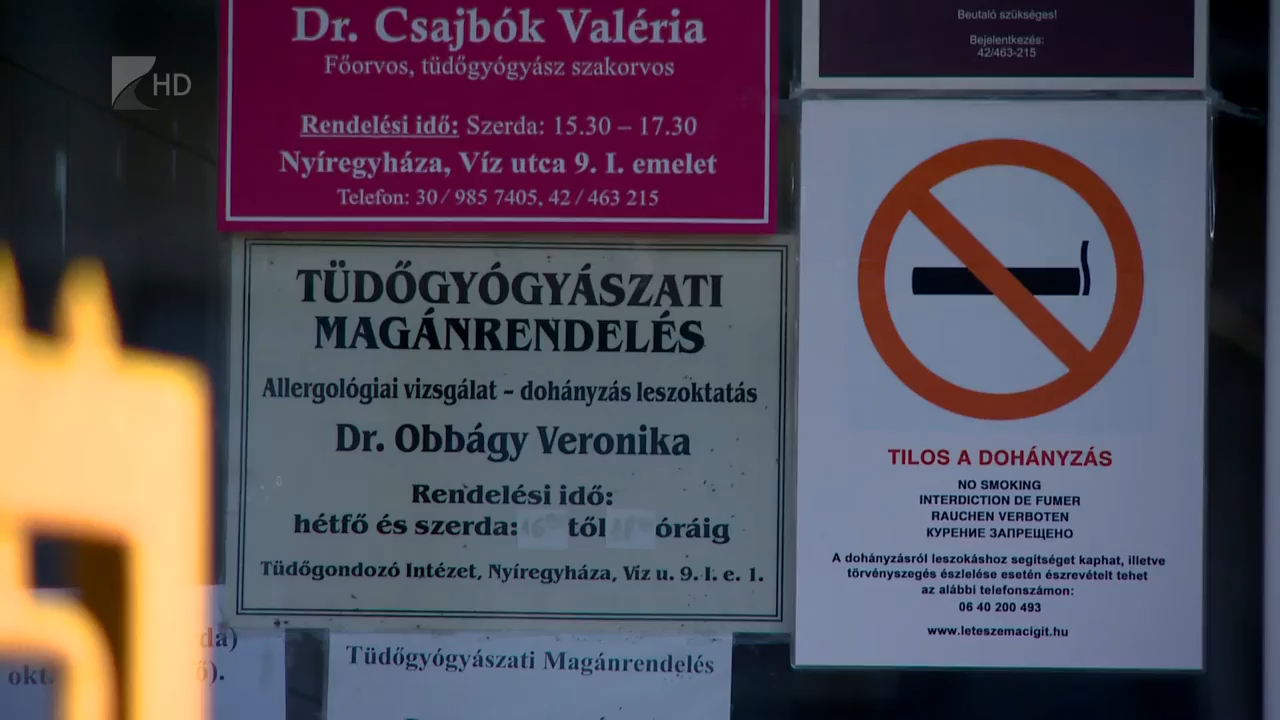 HD
Dr. Csajbók Valéria
Főorvos, tüdőgyógyász szakorvos
Rendelési idő: Szerda: 15.30 – 17.30
Nyíregyháza, Víz utca 9. I. emelet
Telefon: 30 / 985 7405, 42 / 463 215
TÜDŐGYÓGYÁSZATI
MAGÁNRENDELÉS
Allergológiai vizsgálat – dohányzás leszoktatás
Dr. Obbágy Veronika
Rendelési idő:
hétfő és szerda: től óráig
Tüdőgondozó Intézet, Nyíregyháza, Víz u. 9. I. e. 1.
okt.
Tüdőgyógyászati Magánrendelés
Beutaló szükséges!
Bejelentkezés:
42/463-215
TILOS A DOHÁNYZÁS
NO SMOKING
INTERDICTION DE FUMER
RAUCHEN VERBOTEN
КУРЕНИЕ ЗАПРЕЩЕНО
A dohányzásról leszokáshoz segítséget kaphat, illetve
törvényszegés észlelése esetén észrevételt tehet
az alábbi telefonszámon:
06 40 200 493
www.leteszemacigit.hu